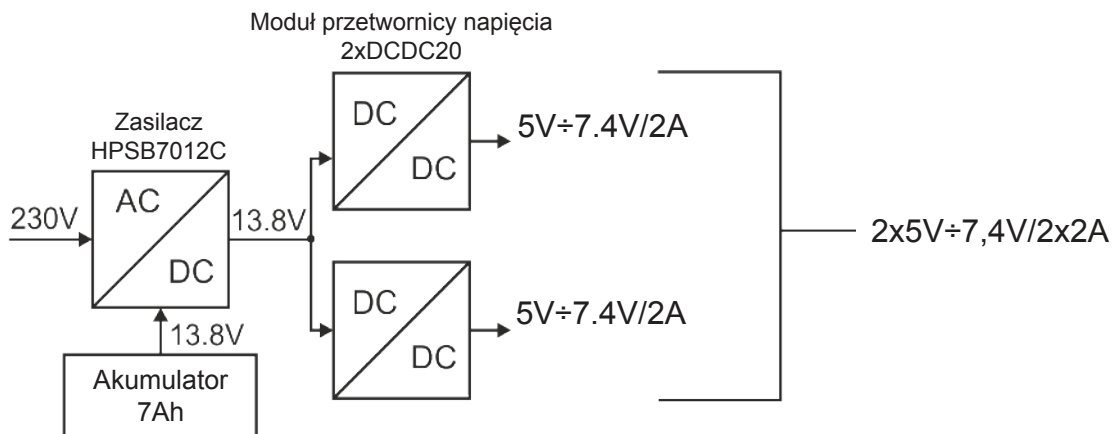 Moduł przetwornicy napięcia
2xDCDC20
DC
DC
5V÷7.4V/2A
Zasilacz
HPSB7012C
AC
DC
230V
13.8V
2x5V÷7,4V/2x2A
DC
DC
5V÷7.4V/2A
13.8V
Akumulator
7Ah